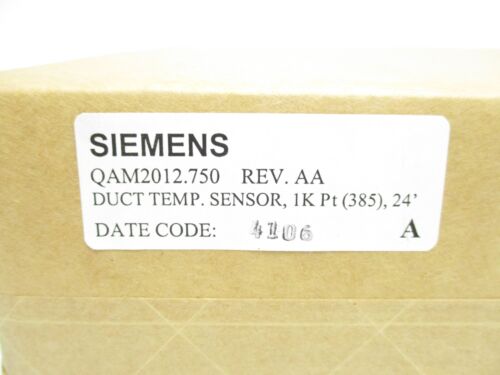 SIEMENS
QAM2012.750 REV. AA
DUCT TEMP. SENSOR, 1K Pt (385), 24'
DATE CODE: 4106 A